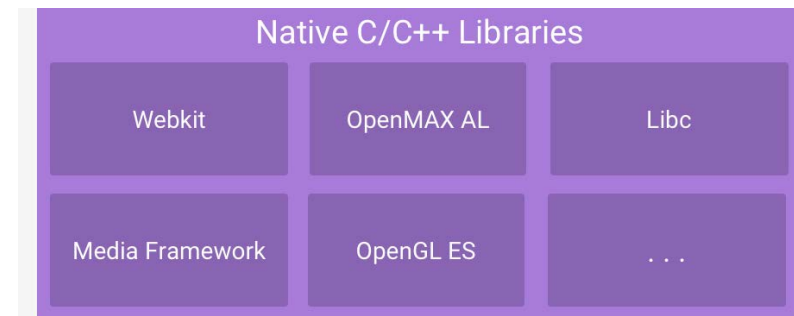 Native C/C++ Libraries
Webkit
OpenMAX AL
Libc
Media Framework
OpenGL ES
. . .